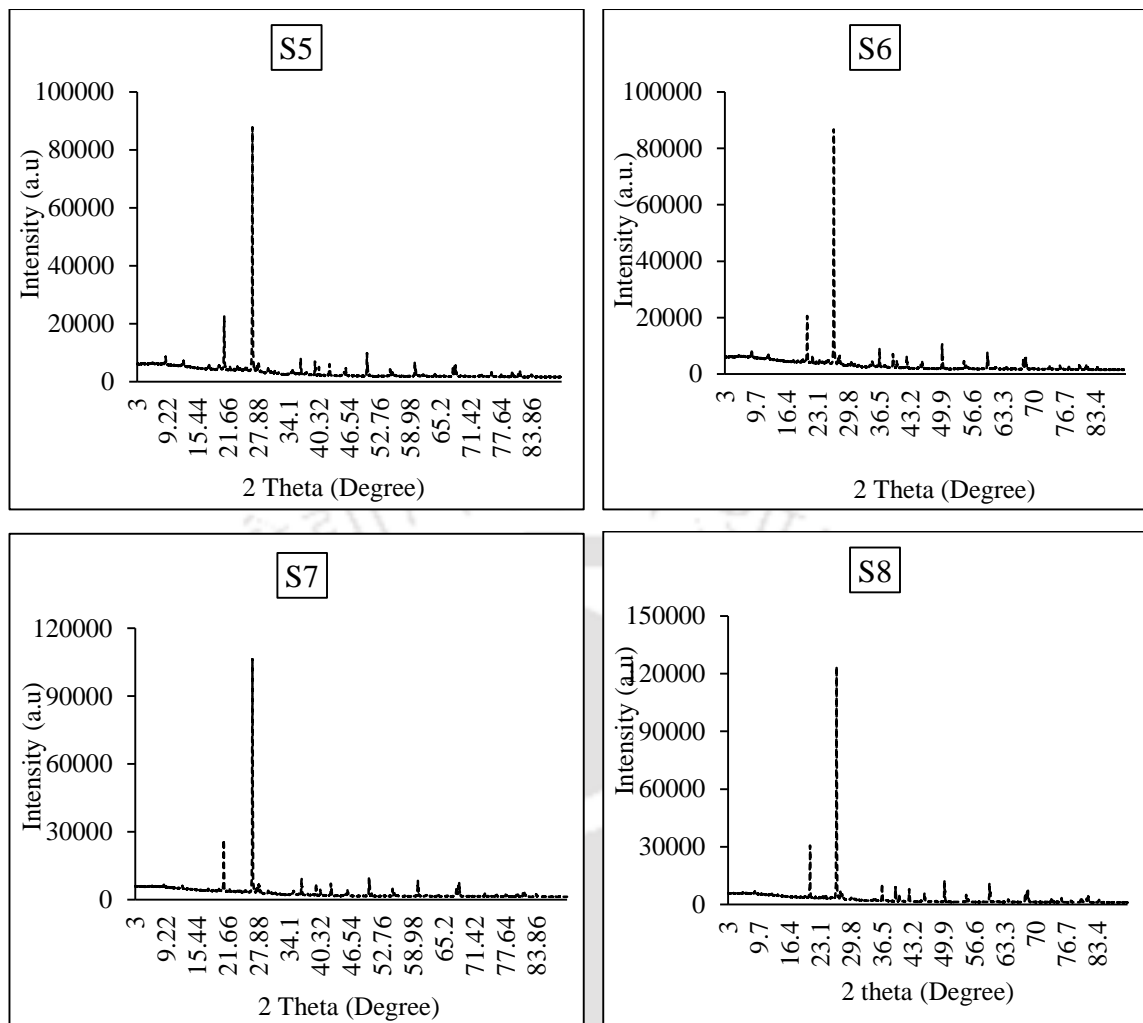 S5
100000
80000
60000
40000
20000
0
Intensity (a.u)
3 9.22 15.44 21.66 27.88 34.1 40.32 46.54 52.76 58.98 65.2 71.42 77.64 83.86
2 Theta (Degree)
S6
100000
80000
60000
40000
20000
0
Intensity (a.u.)
3 9.7 16.4 23.1 29.8 36.5 43.2 49.9 56.6 63.3 70 76.7 83.4
2 Theta (Degree)
S7
120000
90000
60000
30000
0
Intensity (a.u)
3 9.22 15.44 21.66 27.88 34.1 40.32 46.54 52.76 58.98 65.2 71.42 77.64 83.86
2 Theta (Degree)
S8
150000
120000
90000
60000
30000
0
Intensity (a.u)
3 9.7 16.4 23.1 29.8 36.5 43.2 49.9 56.6 63.3 70 76.7 83.4
2 theta (Degree)